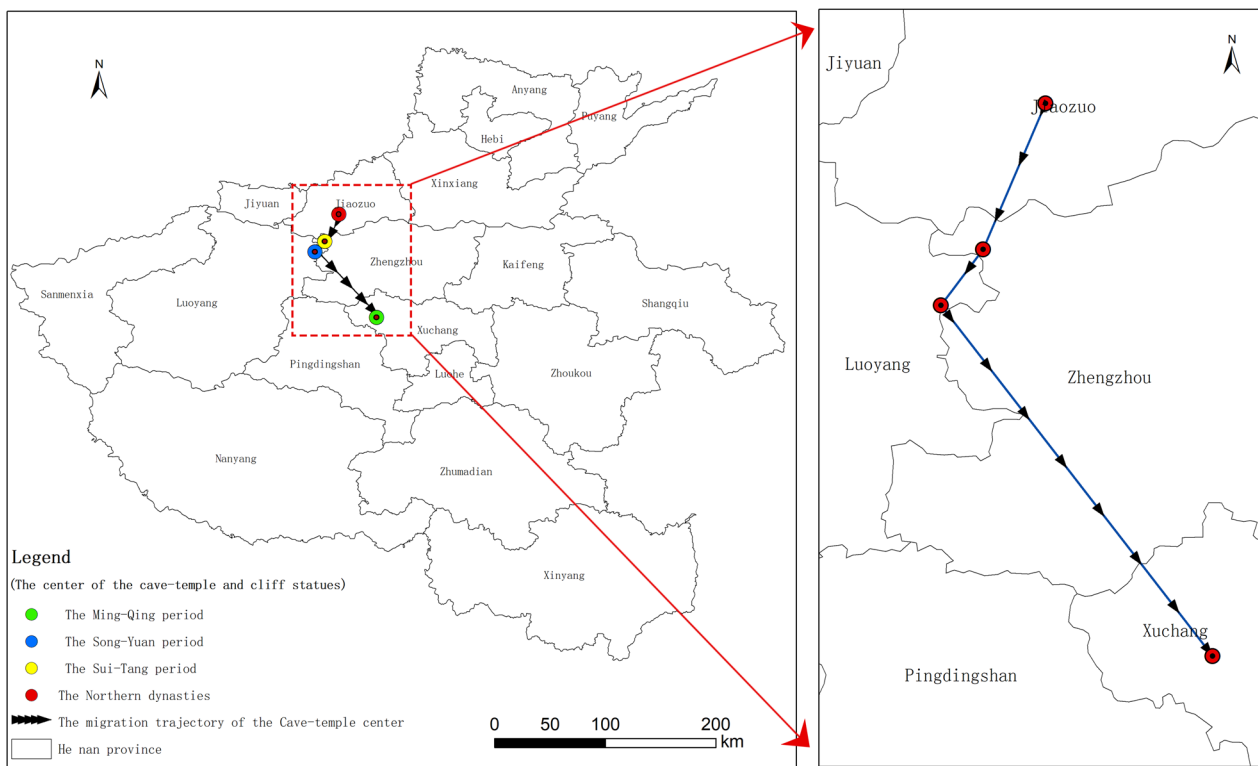 N
Anyang
Puyang
Hebi
Xinxiang
Jiyuan
Jiaozuo
Zhengzhou
Kaifeng
Sanmenxia
Luoyang
Shangqiu
Xuchang
Pingdingshan
Luohe
Zhoukou
Nanyang
Zhumadian
Xinyang
Legend
(The center of the cave-temple and cliff statues)
The Ming-Qing period
The Song-Yuan period
The Sui-Tang period
The Northern dynasties
The migration trajectory of the Cave-temple center
He nan province
0 50 100 200
km
N
Jiyuan
Jiaozuo
Luoyang
Zhengzhou
Xuchang
Pingdingshan